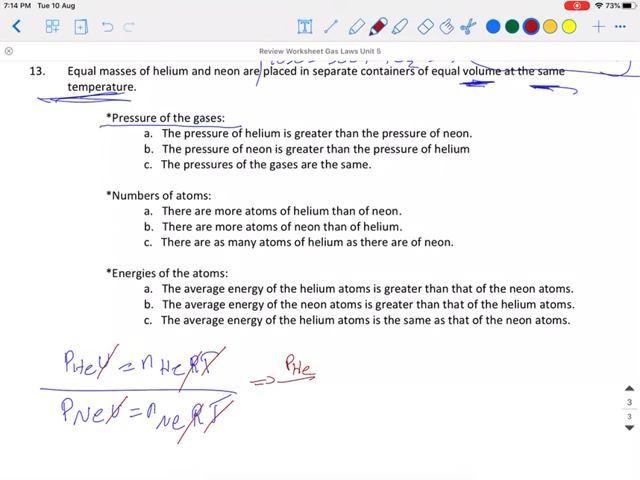 7:14 PM Tue 10 Aug
73%
Review Worksheet Gas Laws Unit 5
13. Equal masses of helium and neon are placed in separate containers of equal volume at the same
temperature.
*Pressure of the gases:
a. The pressure of helium is greater than the pressure of neon.
b. The pressure of neon is greater than the pressure of helium
c. The pressures of the gases are the same.
*Numbers of atoms:
a. There are more atoms of helium than of neon.
b. There are more atoms of neon than of helium.
c. There are as many atoms of helium as there are of neon.
*Energies of the atoms:
a. The average energy of the helium atoms is greater than that of the neon atoms.
b. The average energy of the neon atoms is greater than that of the helium atoms.
c. The average energy of the helium atoms is the same as that of the neon atoms.
PHeV = nHeRT
=> PHe
PNeV = nNeRT
3
3